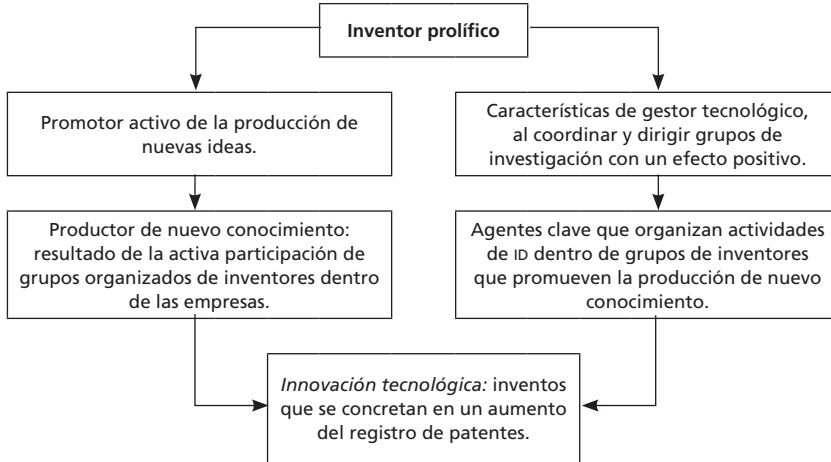 Inventor prolífico
Promotor activo de la producción de
nuevas ideas.
Características de gestor tecnológico,
al coordinar y dirigir grupos de
investigación con un efecto positivo.
Productor de nuevo conocimiento:
resultado de la activa participación de
grupos organizados de inventores dentro
de las empresas.
Agentes clave que organizan actividades
de ID dentro de grupos de inventores
que promueven la producción de nuevo
conocimiento.
Innovación tecnológica: inventos
que se concretan en un aumento
del registro de patentes.